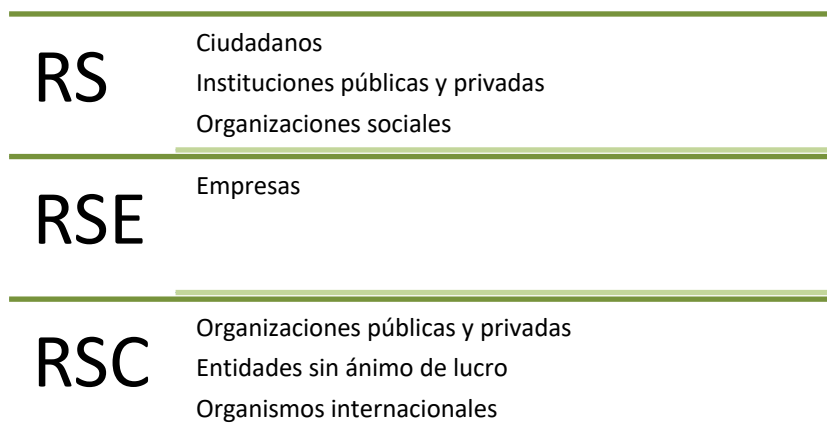 RS
Ciudadanos
Instituciones públicas y privadas
Organizaciones sociales
RSE
Empresas
RSC
Organizaciones públicas y privadas
Entidades sin ánimo de lucro
Organismos internacionales